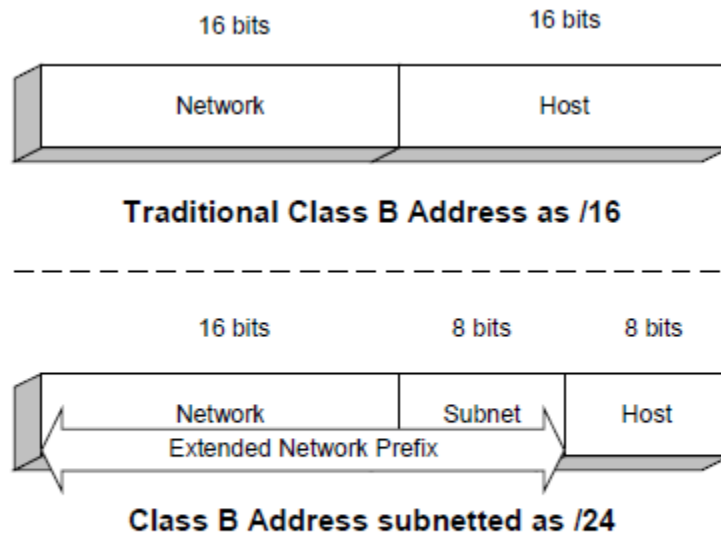 16 bits 16 bits
Network Host
Traditional Class B Address as /16
16 bits 8 bits 8 bits
Network Subnet Host
Extended Network Prefix
Class B Address subnetted as /24